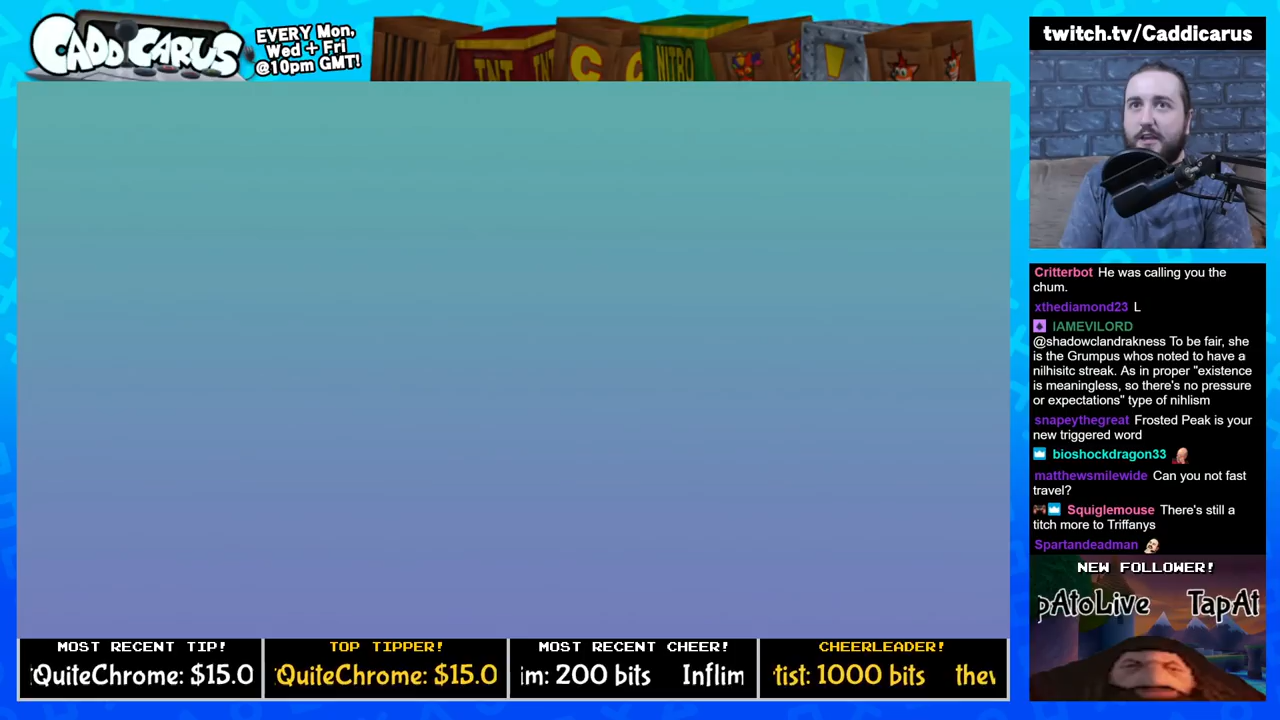 CADDICARUS
EVERY Mon,
Wed + Fri
@10pm GMT!
TNT
C
NITRO
twitch.tv/Caddicarus
Critterbot He was calling you the
chum.
xthediamond23 L
IAMEVILORD
@shadowclandrakness To be fair, she
is the Grumpus whos noted to have a
nilhisitc streak. As in proper "existence
is meaningless, so there's no pressure
or expectations" type of nihlism
snapeythegreat Frosted Peak is your
new triggered word
bioshockdragon33
matthewsmilewide Can you not fast
travel?
Squiglemouse There's still a
titch more to Triffanys
Spartandeadman
NEW FOLLOWER!
pAtoLive TapAt
MOST RECENT TIP!
QuiteChrome: $15.0
TOP TIPPER!
QuiteChrome: $15.0
MOST RECENT CHEER!
im: 200 bits Inflim
CHEERLEADER!
tist: 1000 bits thev